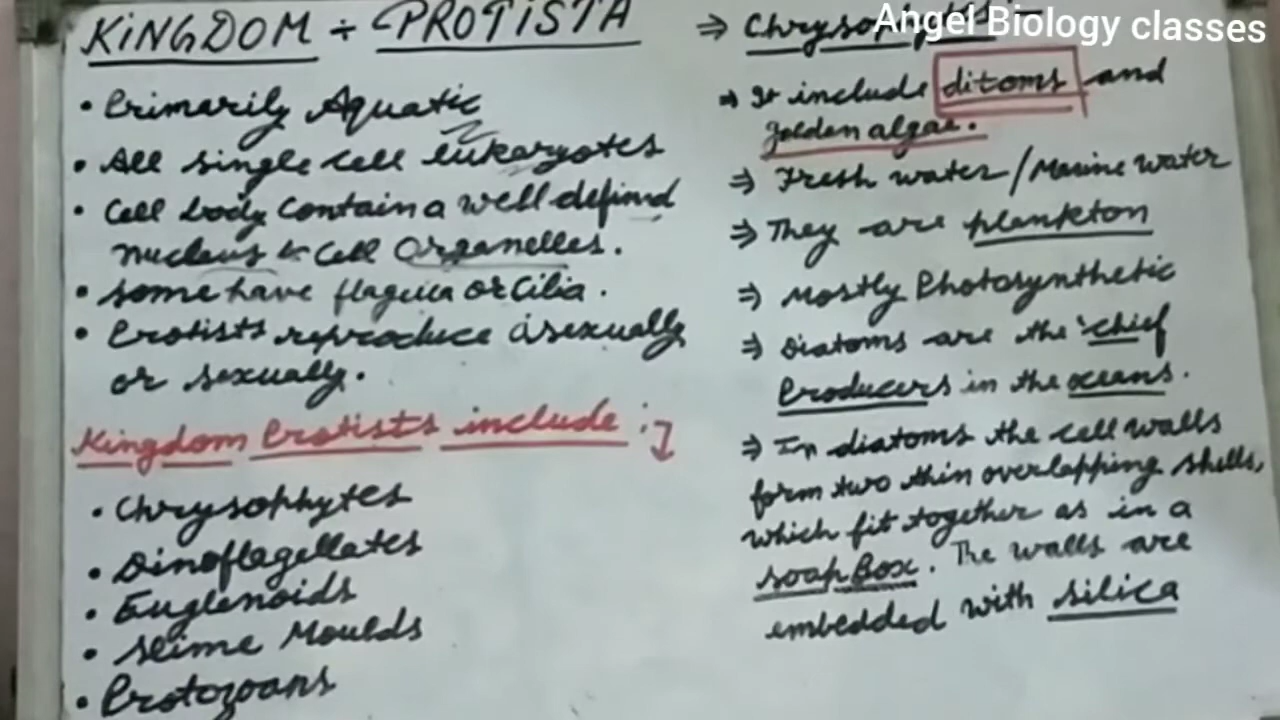 KINGDOM ÷ PROTISTA
• Primarily Aquatic
• All single cell eukaryotes
• Cell body contain a well defind
nucleus & cell organelles.
• some have flagella or cilia.
• Protists reproduce asexually
or sexually.
Kingdom Protists include :⁊
• Chrysophytes
• Dinoflagellates
• Euglenoids
• Slime Moulds
• Protozoans
Angel Biology classes
⇒ 
⇒ It include ditoms and
golden algae.
⇒ Fresh water/Marine water
⇒ They are plankton
⇒ Mostly Photosynthetic
⇒ Diatoms are the 'chief
Producers in the oceans.
⇒ In diatoms the cell walls
form two thin overlapping shells,
which fit together as in a
soap Box. The walls are
embedded with silica